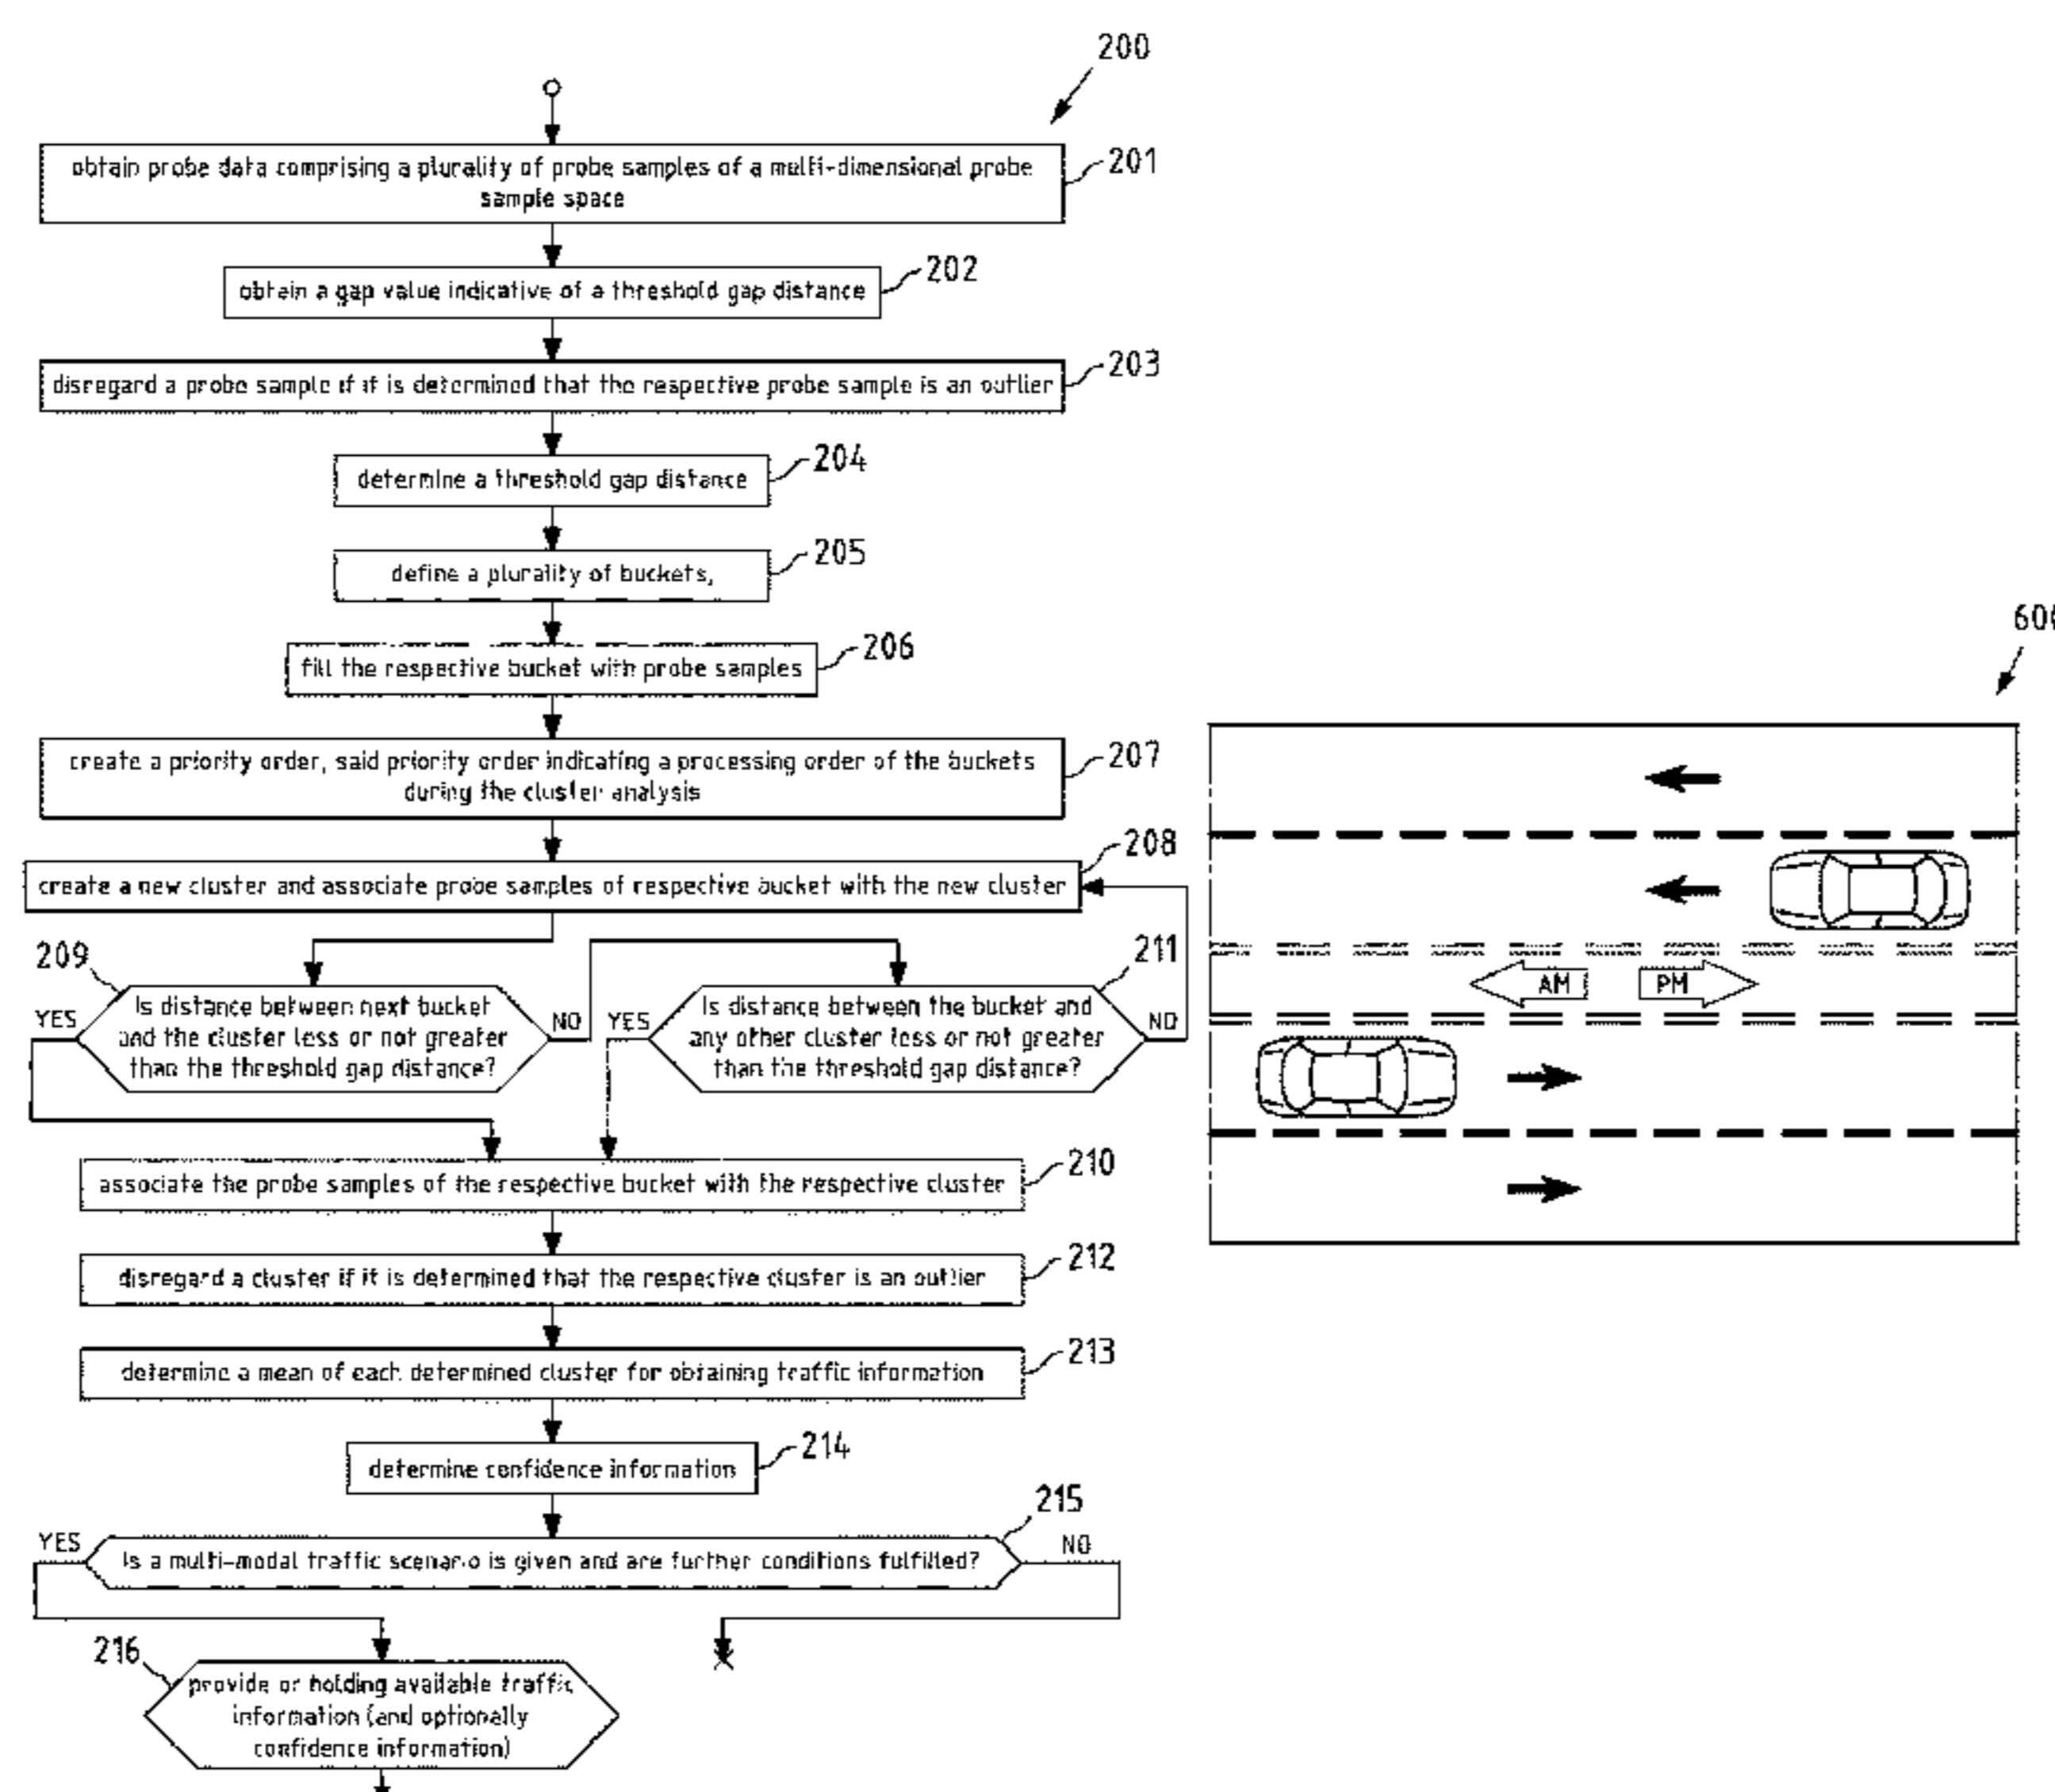 200
obtain probe data comprising a plurality of probe samples of a multi-dimensional probe
sample space
201
obtain a gap value indicative of a threshold gap distance
202
disregard a probe sample if it is determined that the respective probe sample is an outlier
203
determine a threshold gap distance
204
define a plurality of buckets,
205
fill the respective bucket with probe samples
206
create a priority order, said priority order indicating a processing order of the buckets
during the cluster analysis
207
create a new cluster and associate probe samples of respective bucket with the new cluster
208
209
YES
Is distance between next bucket
and the cluster less or not greater
than the threshold gap distance?
NO
211
YES
Is distance between the bucket and
any other cluster less or not greater
than the threshold gap distance?
NO
associate the probe samples of the respective bucket with the respective cluster
210
disregard a cluster if it is determined that the respective cluster is an outlier
212
determine a mean of each determined cluster for obtaining traffic information
213
determine confidence information
214
215
YES
Is a multi-modal traffic scenario is given and are further conditions fulfilled?
NO
216
provide or holding available traffic
information (and optionally
confidence information)
AM
PM